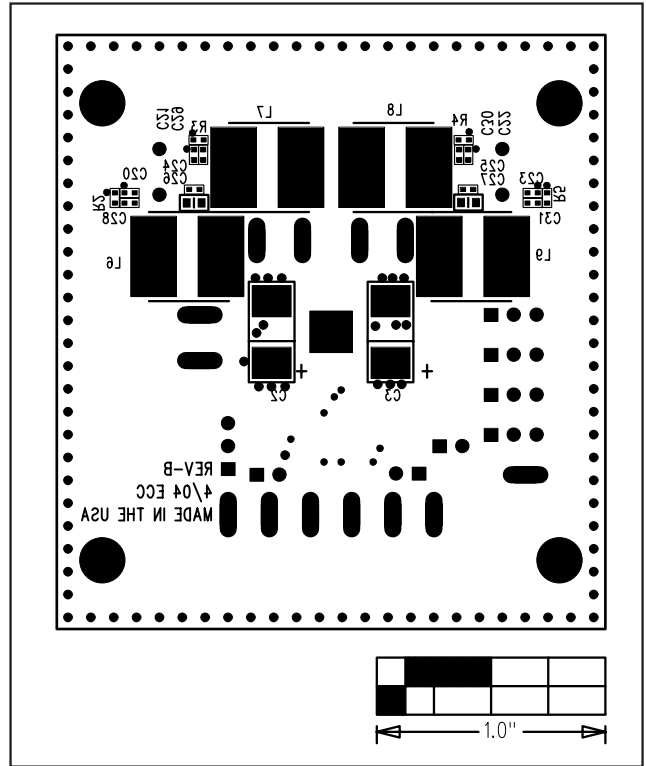 L7
L8
C21
C29
R3
R4
C30
C22
C24
C26
C25
C27
C20
C23
R2
R5
C28
C31
L6
L9
C2
+
C3
+
REV-B
4/04 ECC
MADE IN THE USA
1.0"